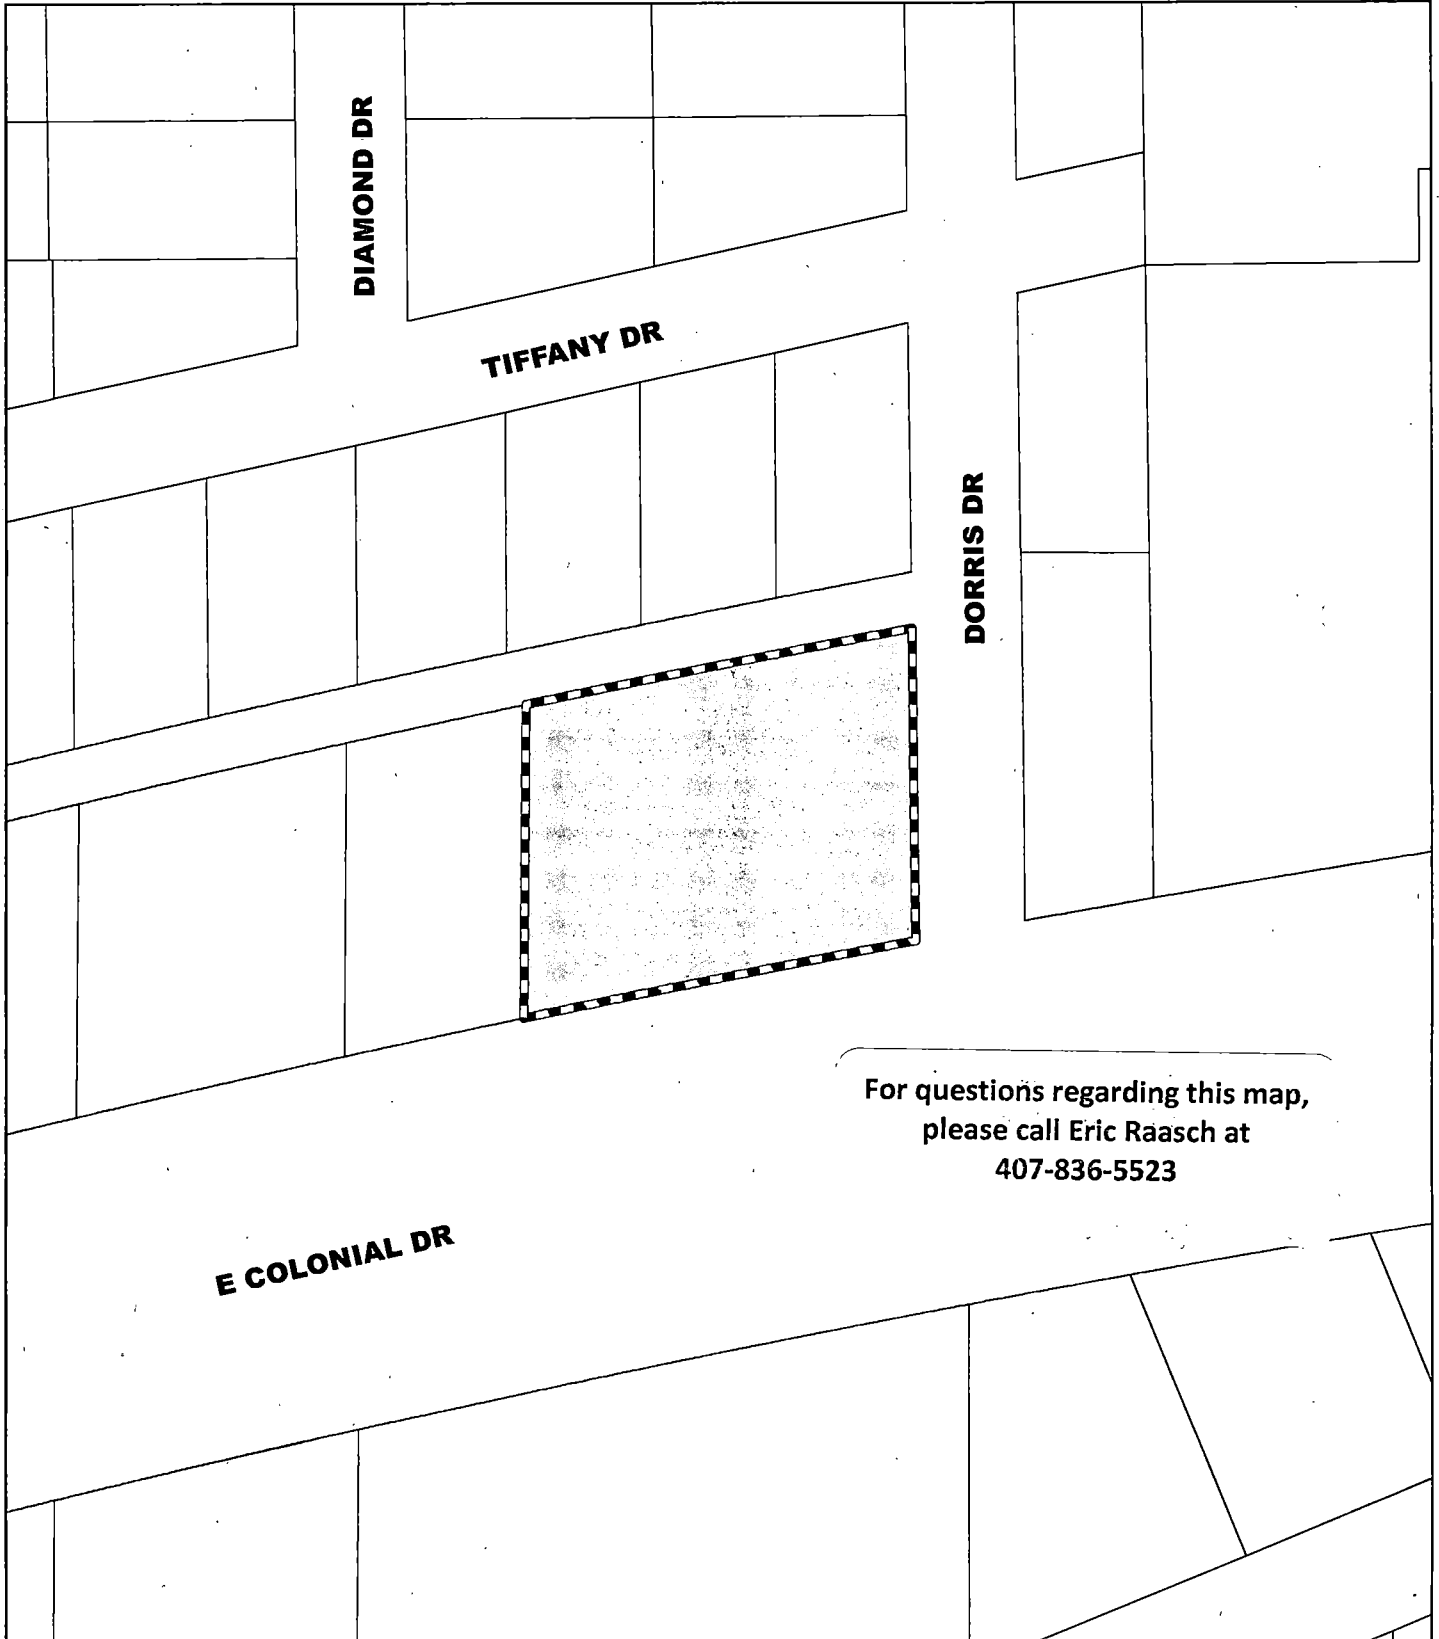 DIAMOND DR
TIFFANY DR
DORRIS DR
For questions regarding this map,
please call Eric Raasch at
407-836-5523
E COLONIAL DR